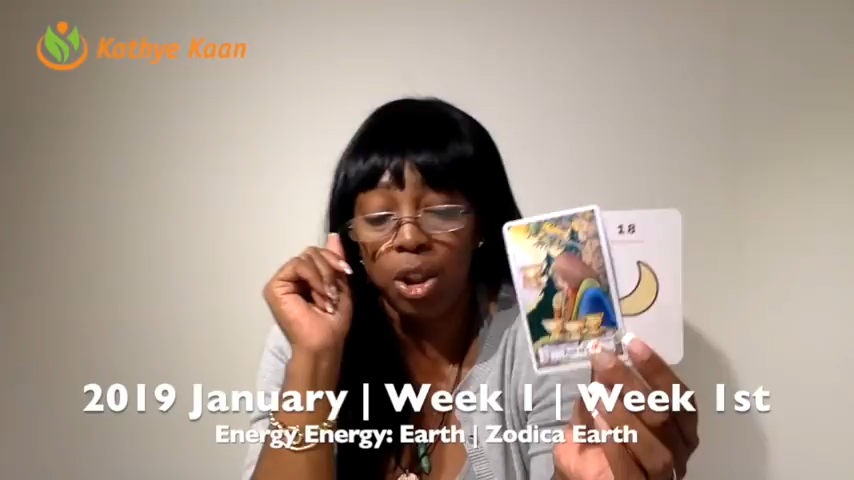 Kathye Kaan
18
2019 January | Week 1 | Week 1st
Energy Energy: Earth | Zodica Earth